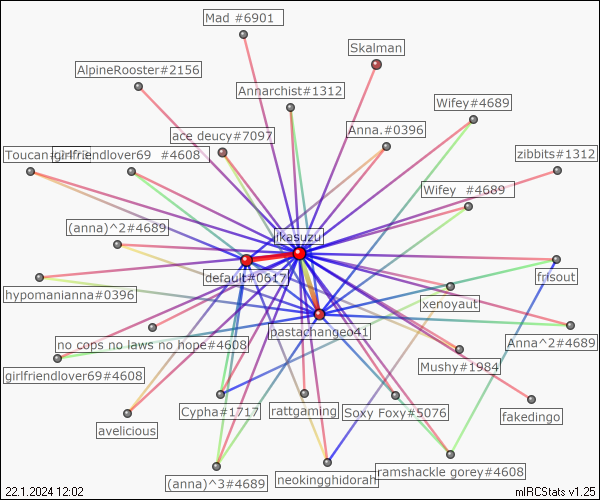 Mad #6901
Skalman
AlpineRooster#2156
Annarchist#1312
Wifey#4689
ace deucy#7097
Anna.#0396
Toucan
girlfriendlover69 #4608
zibbits#1312
Wifey #4689
(anna)^2#4689
ikasuzu
default#0617
frisout
hypomanianna#0396
xenoyaut
pastachange041
no cops no laws no hope#4608
Anna^2#4689
girlfriendlover69#4608
Mushy#1984
Cypha#1717
rattgaming
Soxy Foxy#5076
fakedingo
avelicious
(anna)^3#4689
neokingghidorah
ramshackle gorey#4608
22.1.2024 12:02
mIRCStats v1.25